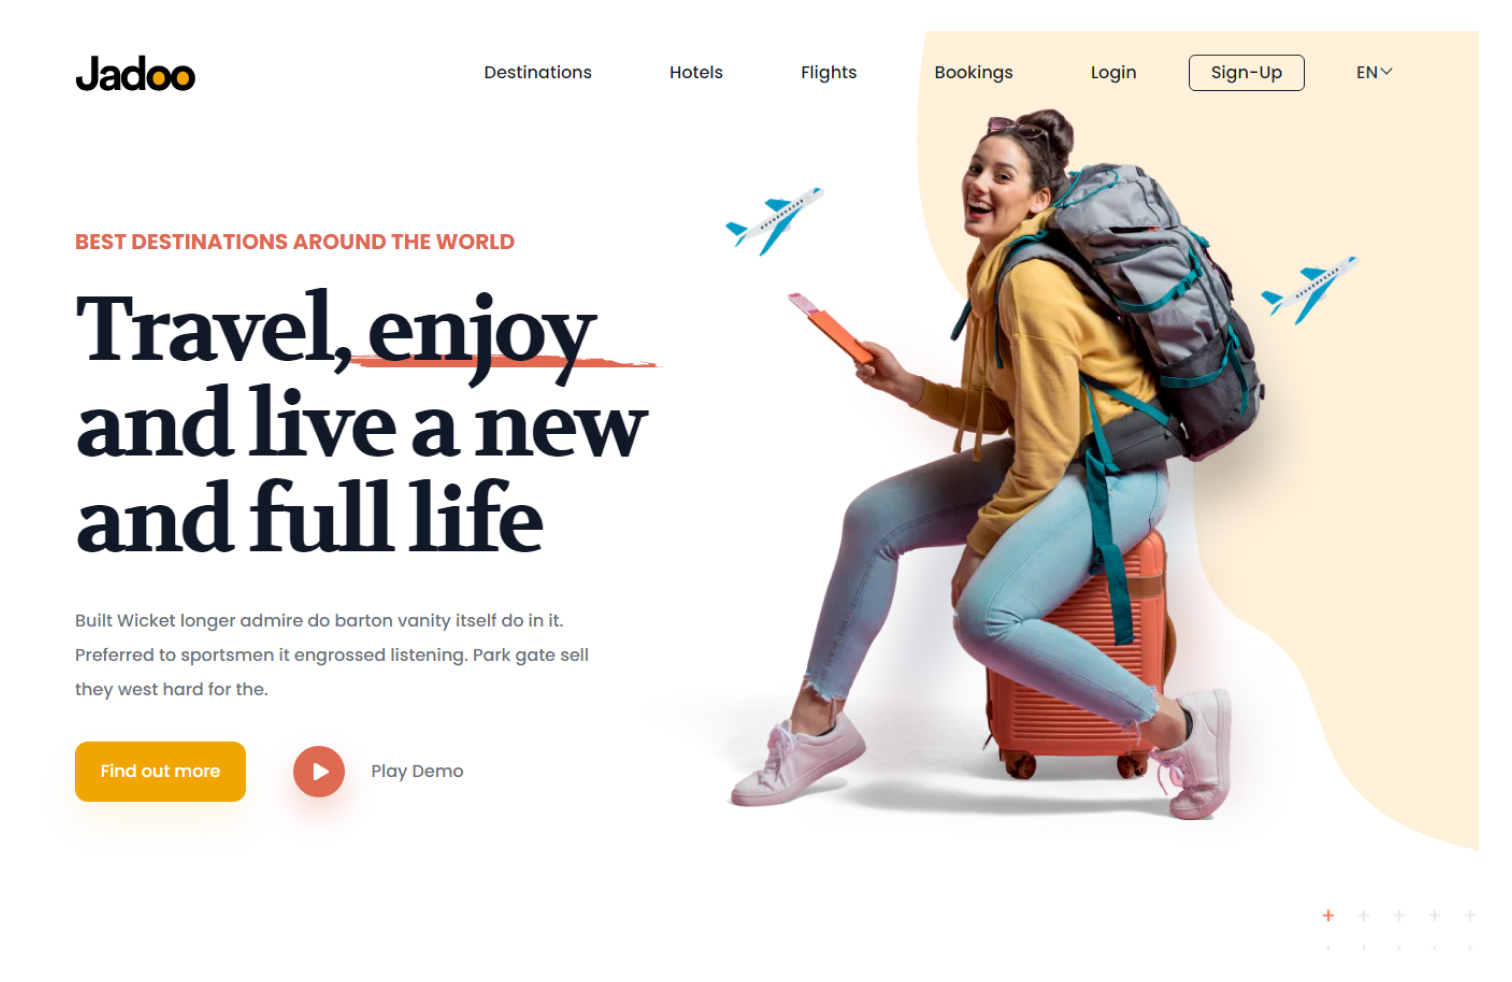 Jadoo
Destinations
Hotels
Flights
Bookings
Login
Sign-Up
EN
BEST DESTINATIONS AROUND THE WORLD
Travel, enjoy
and live a new
and full life
Built Wicket longer admire do barton vanity itself do in it.
Preferred to sportsmen it engrossed listening. Park gate sell
they west hard for the.
Find out more
Play Demo